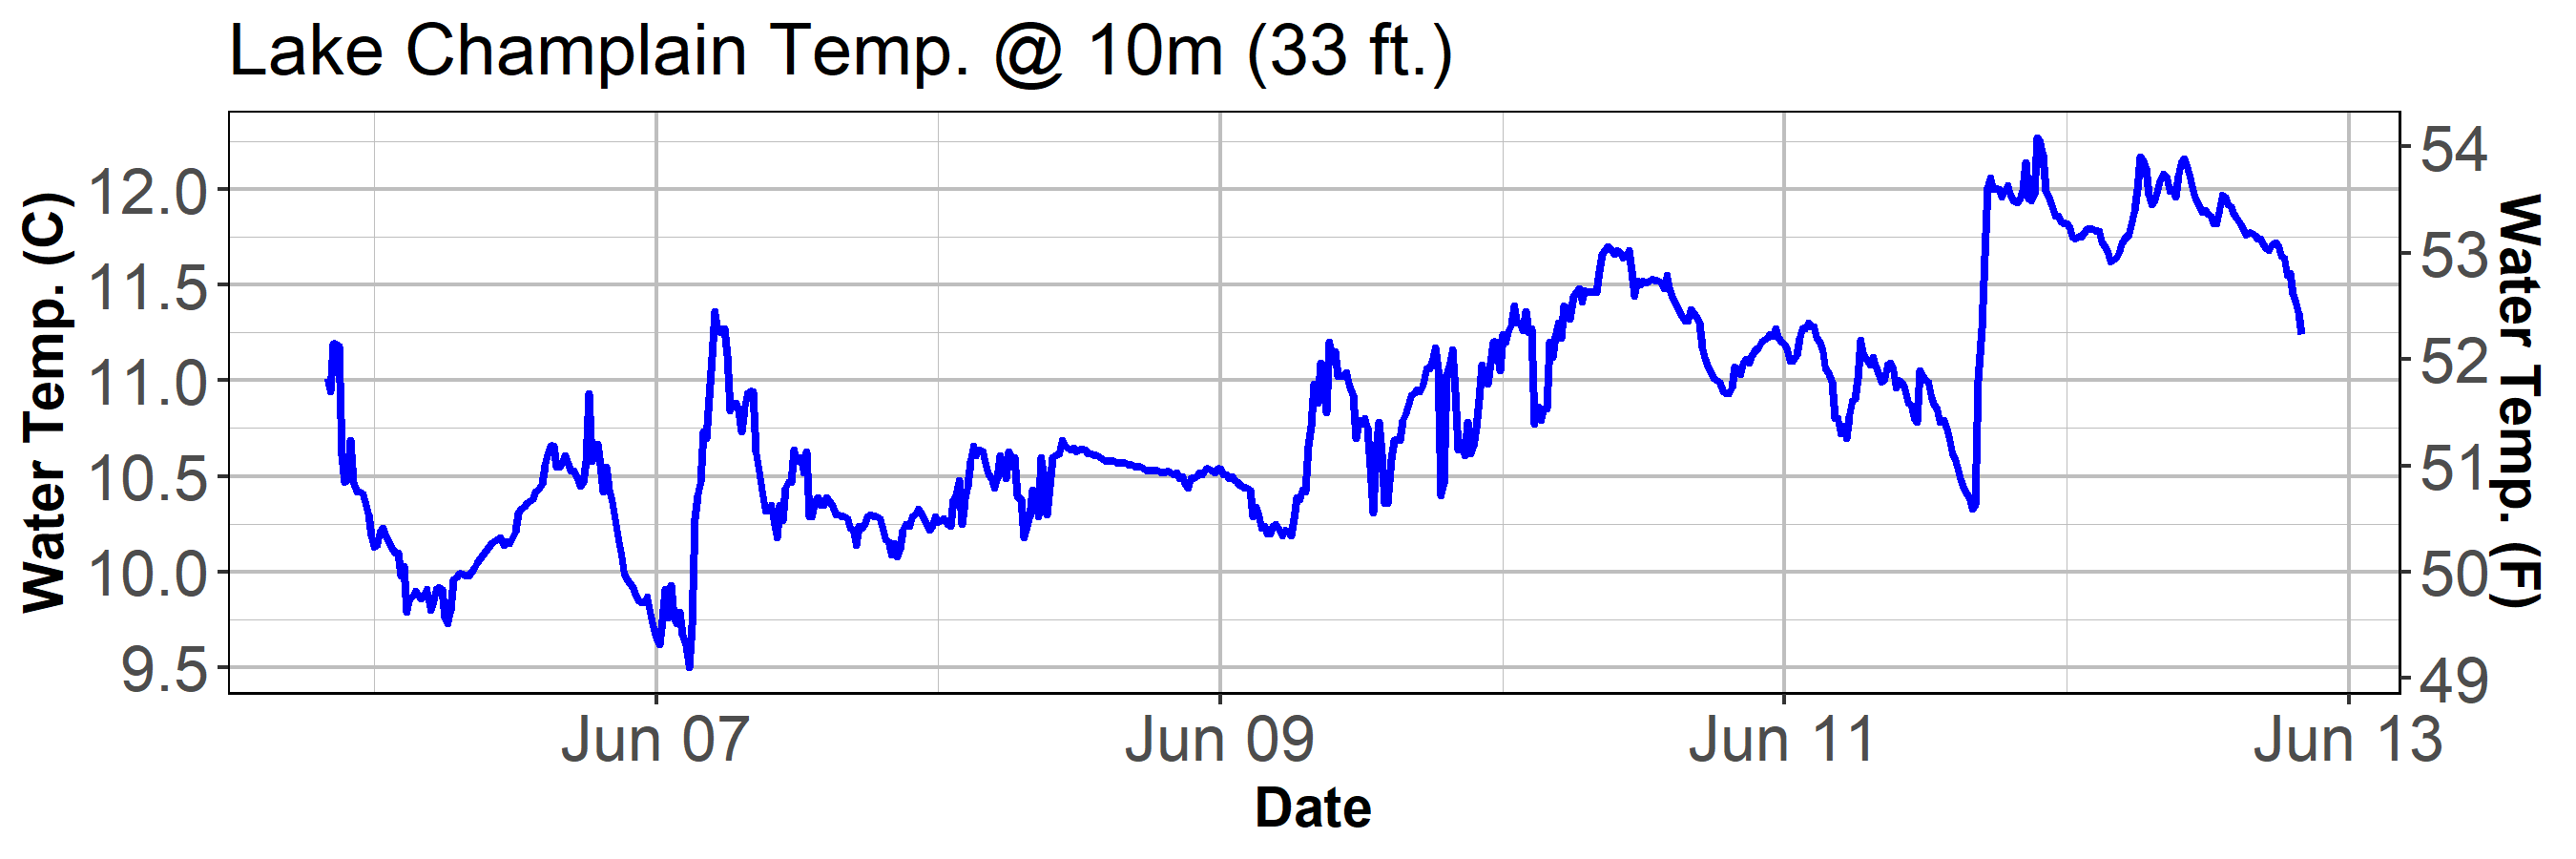 Lake Champlain Temp. @ 10m (33 ft.)
Water Temp. (C)
12.0
11.5
11.0
10.5
10.0
9.5
54
53
52
51
50
49
Water Temp. (F)
Jun 07
Jun 09
Jun 11
Jun 13
Date